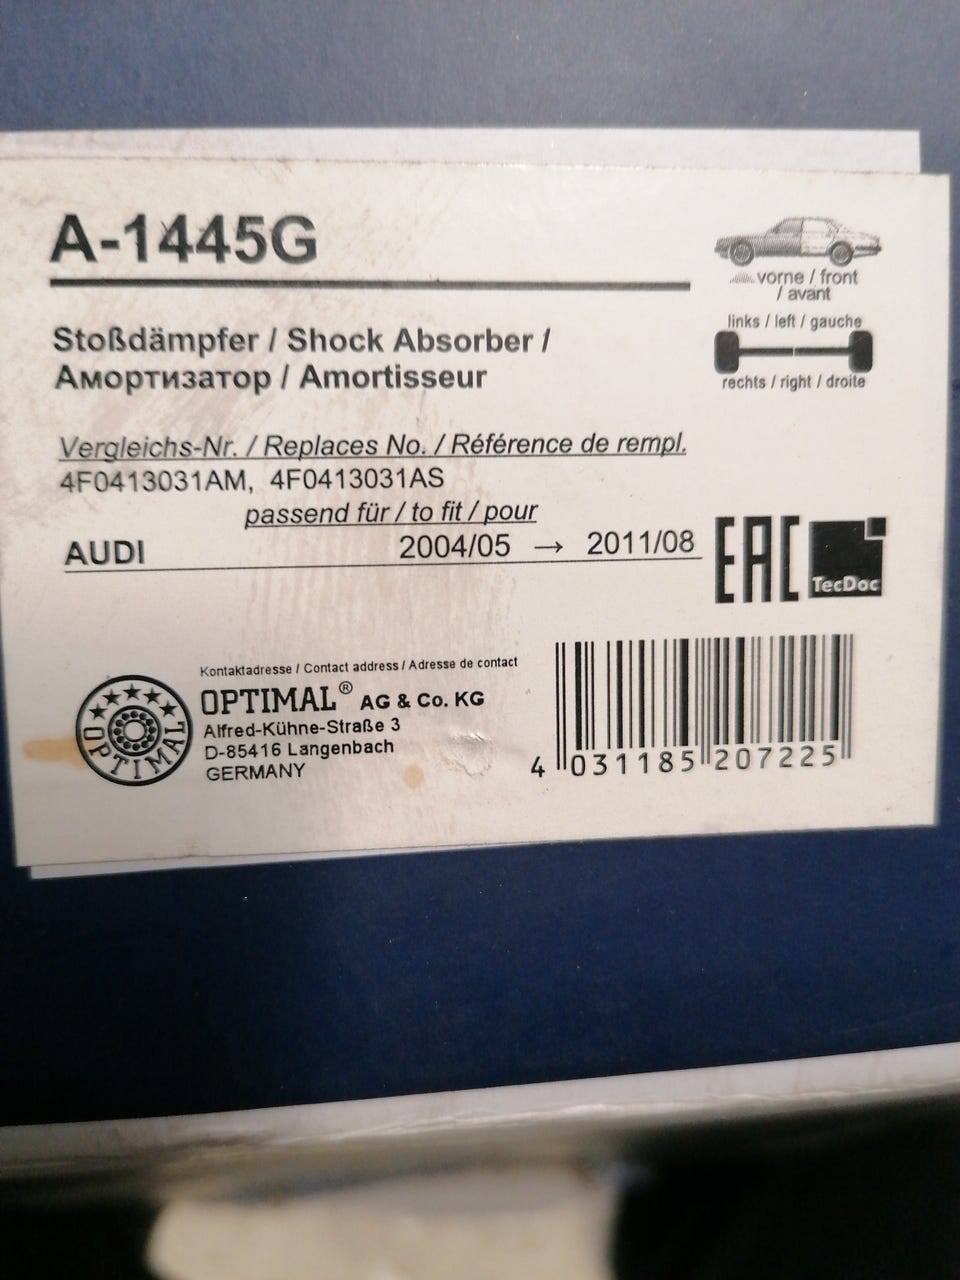 A-1445G
vorne / front
/ avant
links / left / gauche
rechts / right / droite
Stoßdämpfer / Shock Absorber /
Амортизатор / Amortisseur
Vergleichs-Nr. / Replaces No. / Référence de rempl.
4F0413031AM, 4F0413031AS
passend für / to fit / pour
AUDI 2004/05 → 2011/08
EAC
TecDoc
Kontaktadresse / Contact address / Adresse de contact
OPTIMAL® AG & Co. KG
Alfred-Kühne-Straße 3
D-85416 Langenbach
GERMANY
OPTIMAL
4 031185 207225